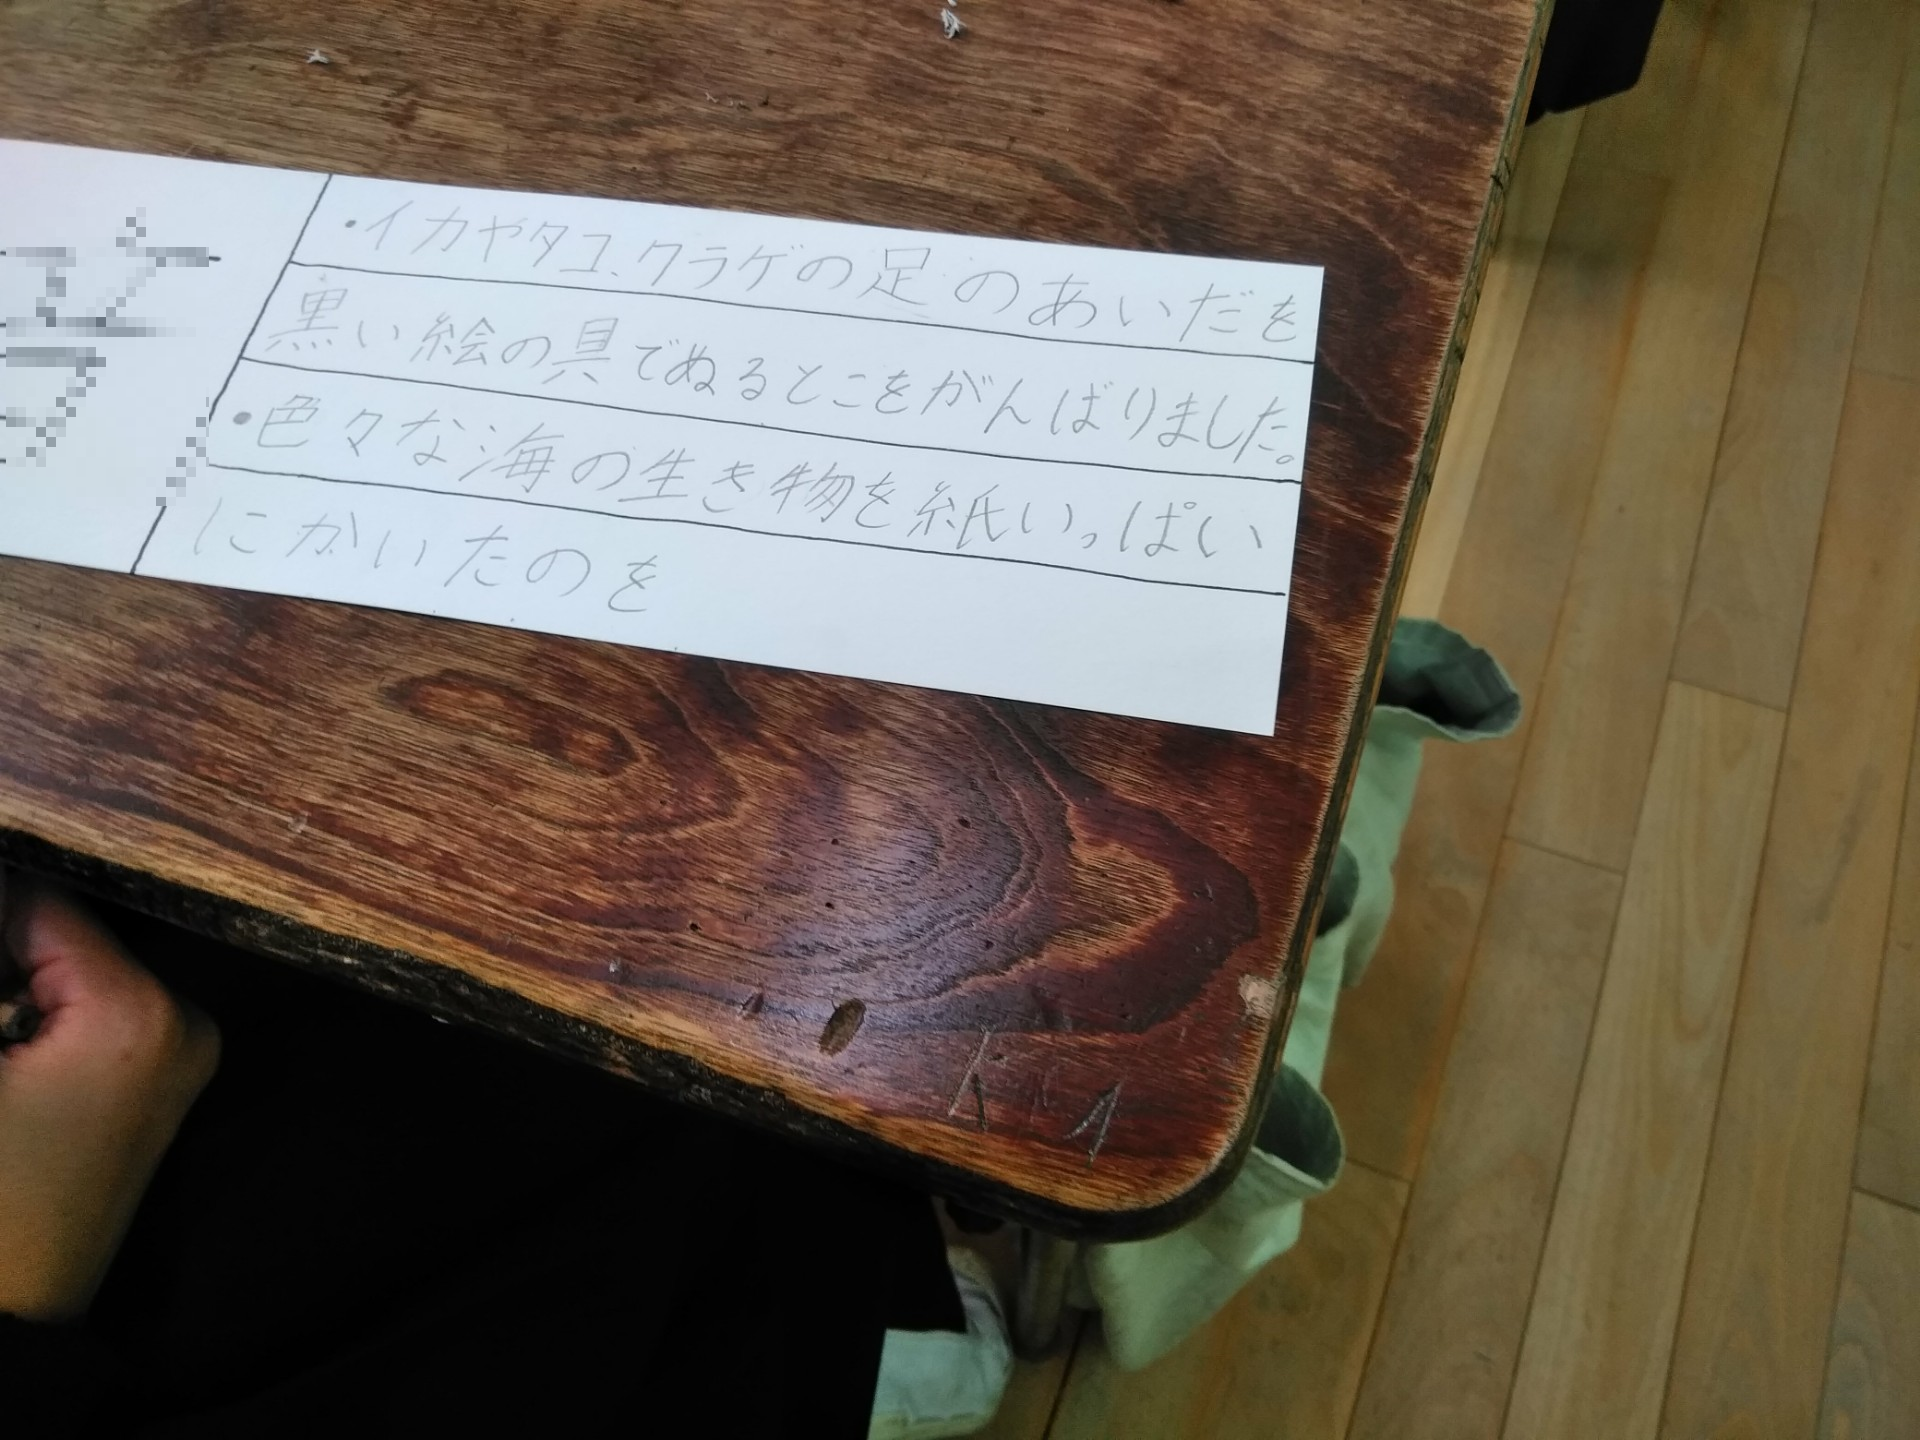 ・イカやタコ、クラゲの足のあいだを
黒い絵の具でぬるとこをがんばりました。
・色々な海の生き物を紙いっぱい
にかいたのを